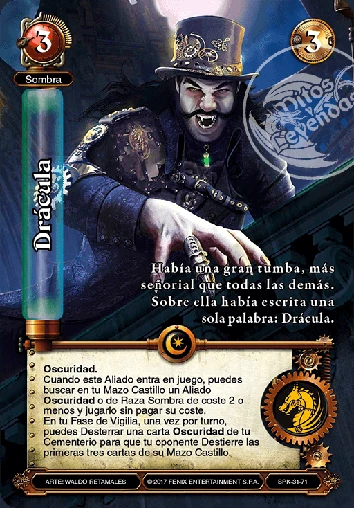 3
3
Sombra
Mitos
Leyendas
Drácula
Había una gran tumba, más
señorial que todas las demás.
Sobre ella había escrita una
sola palabra: Drácula.
Oscuridad.
Cuando este Aliado entra en juego, puedes
buscar en tu Mazo Castillo un Aliado
Oscuridad o de Raza Sombra de coste 2 o
menos y jugarlo sin pagar su coste.
En tu Fase de Vigilia, una vez por turno,
puedes Desterrar una carta Oscuridad de tu
Cementerio para que tu oponente Destierre las
primeras tres cartas de su Mazo Castillo.
ARTE: WALDO RETAMALES
©2017 FENIX ENTERTAINMENT S.P.A.